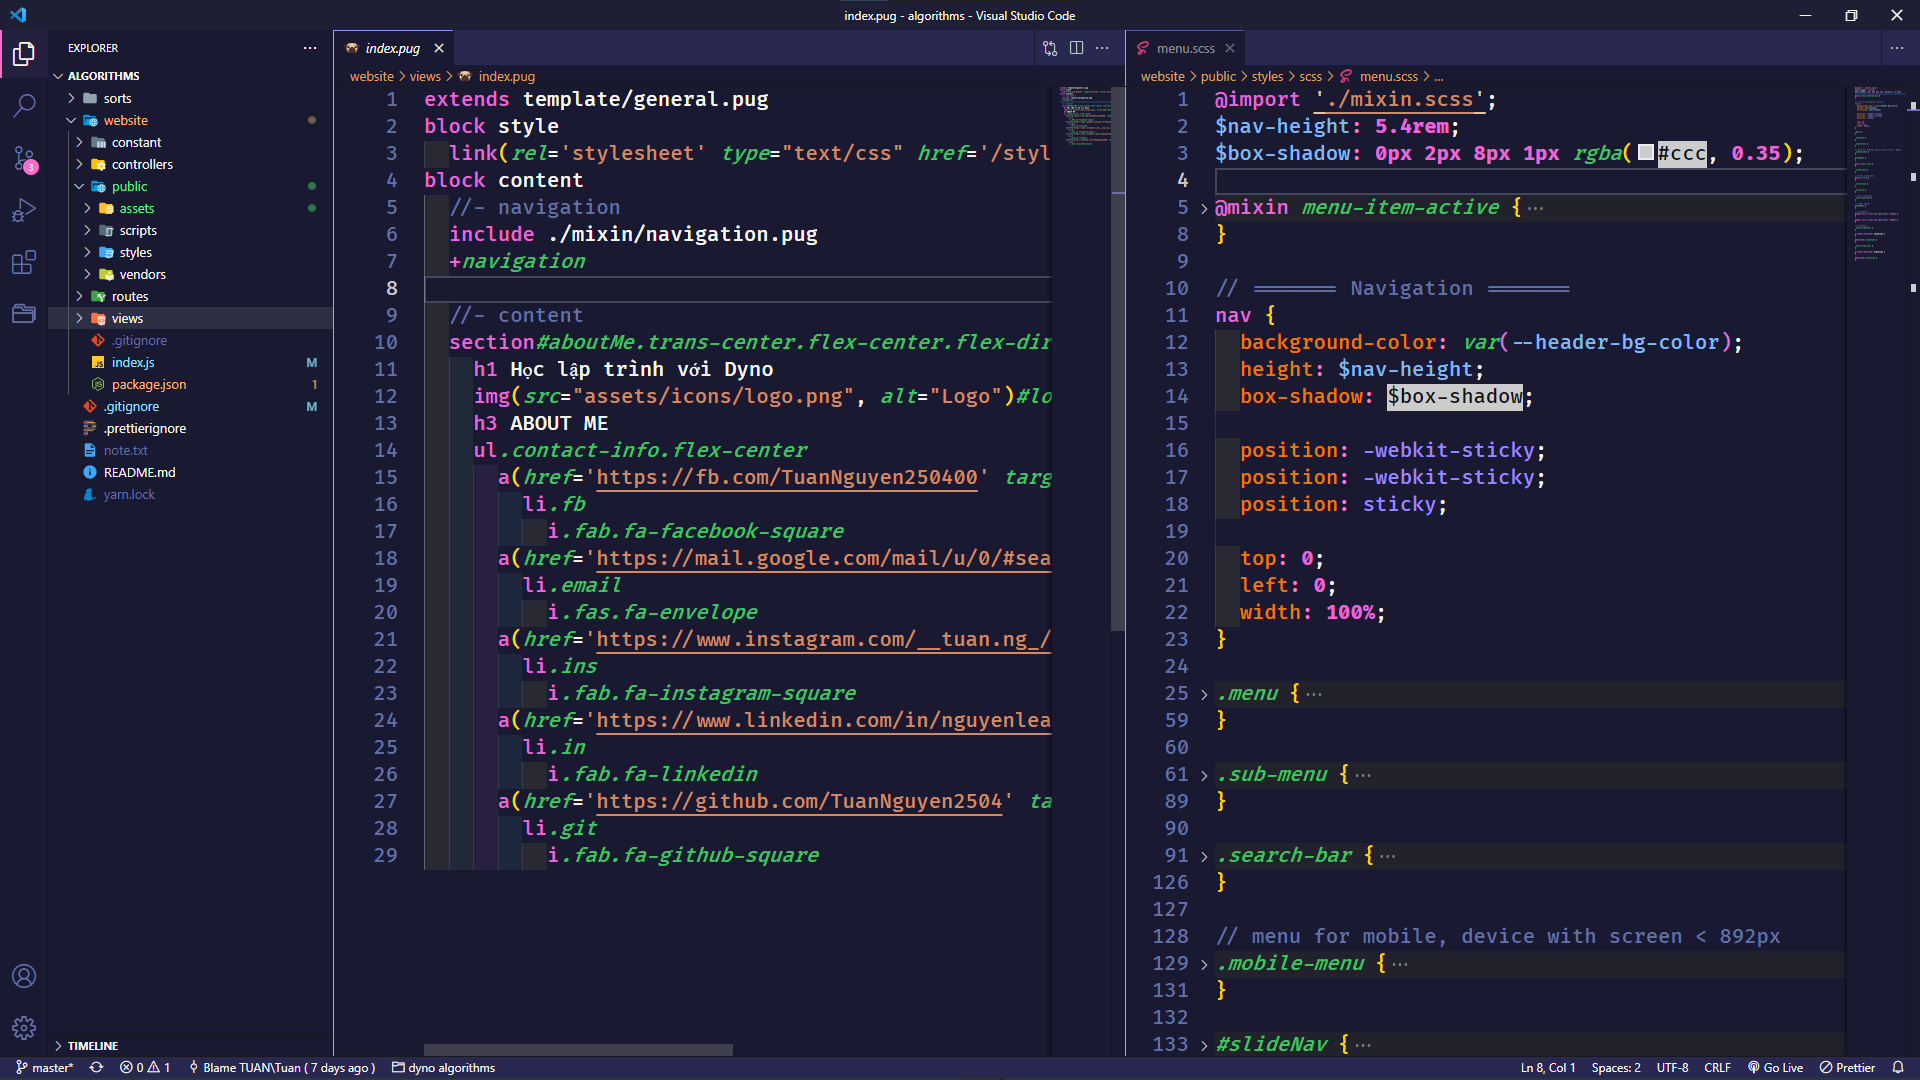 index.pug - algorithms - Visual Studio Code
EXPLORER
ALGORITHMS
sorts
website
constant
controllers
public
assets
scripts
styles
vendors
routes
views
.gitignore
index.js M
package.json 1
.gitignore M
.prettierignore
note.txt
README.md
yarn.lock
TIMELINE
3
index.pug
website > views > index.pug
1 extends template/general.pug
2 block style
3 link(rel='stylesheet' type="text/css" href='/styl
4 block content
5 //- navigation
6 include ./mixin/navigation.pug
7 +navigation
8
9 //- content
10 section#aboutMe.trans-center.flex-center.flex-dir
11 h1 Học lập trình với Dyno
12 img(src="assets/icons/logo.png", alt="Logo")#lo
13 h3 ABOUT ME
14 ul.contact-info.flex-center
15 a(href='https://fb.com/TuanNguyen250400' targ
16 li.fb
17 i.fab.fa-facebook-square
18 a(href='https://mail.google.com/mail/u/0/#sea
19 li.email
20 i.fas.fa-envelope
21 a(href='https://www.instagram.com/__tuan.ng_/
22 li.ins
23 i.fab.fa-instagram-square
24 a(href='https://www.linkedin.com/in/nguyenlea
25 li.in
26 i.fab.fa-linkedin
27 a(href='https://github.com/TuanNguyen2504' ta
28 li.git
29 i.fab.fa-github-square
menu.scss
website > public > styles > scss > menu.scss > ...
1 @import './mixin.scss';
2 $nav-height: 5.4rem;
3 $box-shadow: 0px 2px 8px 1px rgba(#ccc, 0.35);
4
5 @mixin menu-item-active { ···
8 }
9
10 // ======= Navigation =======
11 nav {
12 background-color: var(--header-bg-color);
13 height: $nav-height;
14 box-shadow: $box-shadow;
15
16 position: -webkit-sticky;
17 position: -webkit-sticky;
18 position: sticky;
19
20 top: 0;
21 left: 0;
22 width: 100%;
23 }
24
25 .menu { ···
59 }
60
61 .sub-menu { ···
89 }
90
91 .search-bar { ···
126 }
127
128 // menu for mobile, device with screen < 892px
129 .mobile-menu { ···
131 }
132
133 #slideNav { ···
master* 0 1 Blame TUAN\Tuan ( 7 days ago ) dyno algorithms Ln 8, Col 1 Spaces: 2 UTF-8 CRLF Go Live Prettier